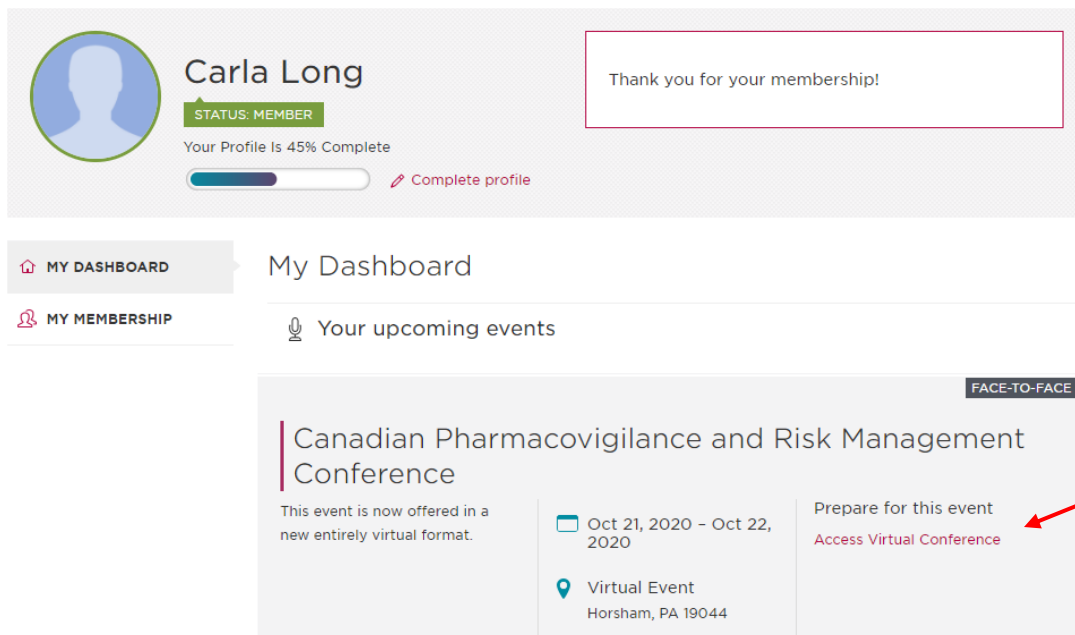 Carla Long
STATUS: MEMBER
Your Profile Is 45% Complete
Complete profile
Thank you for your membership!
MY DASHBOARD
MY MEMBERSHIP
My Dashboard
Your upcoming events
FACE-TO-FACE
Canadian Pharmacovigilance and Risk Management
Conference
This event is now offered in a
new entirely virtual format.
Oct 21, 2020 – Oct 22,
2020
Virtual Event
Horsham, PA 19044
Prepare for this event
Access Virtual Conference